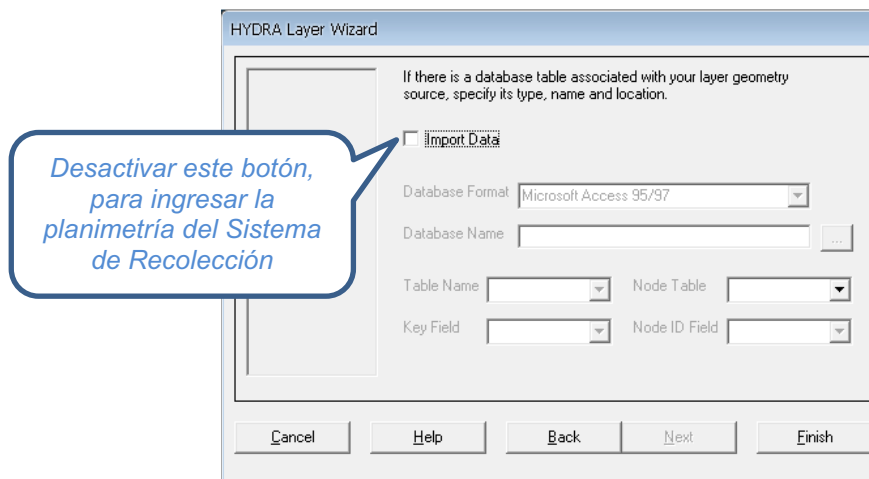 HYDRA Layer Wizard
If there is a database table associated with your layer geometry
source, specify its type, name and location.
Import Data
Desactivar este botón,
para ingresar la
planimetría del Sistema
de Recolección
Database Format Microsoft Access 95/97
Database Name ...
Table Name Node Table
Key Field Node ID Field
Cancel Help Back Next Finish